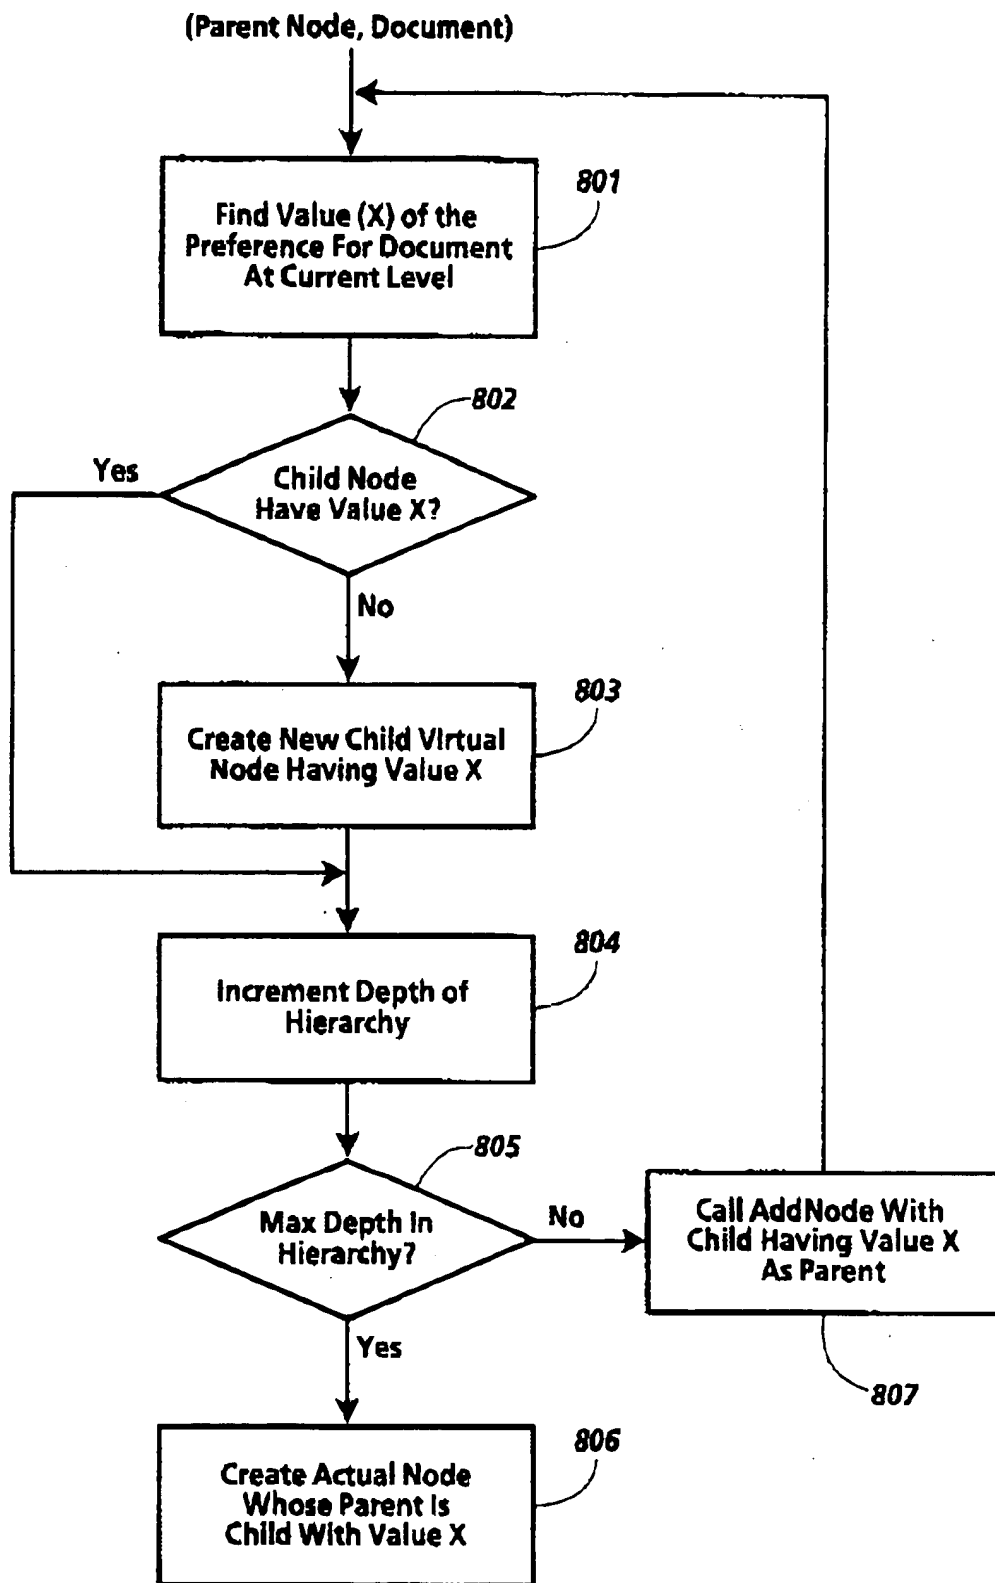 (Parent Node, Document)
801
Find Value (X) of the
Preference For Document
At Current Level
802
Yes
Child Node
Have Value X?
No
803
Create New Child Virtual
Node Having Value X
804
Increment Depth of
Hierarchy
805
Max Depth in
Hierarchy?
No
Call AddNode With
Child Having Value X
As Parent
Yes
807
806
Create Actual Node
Whose Parent Is
Child With Value X